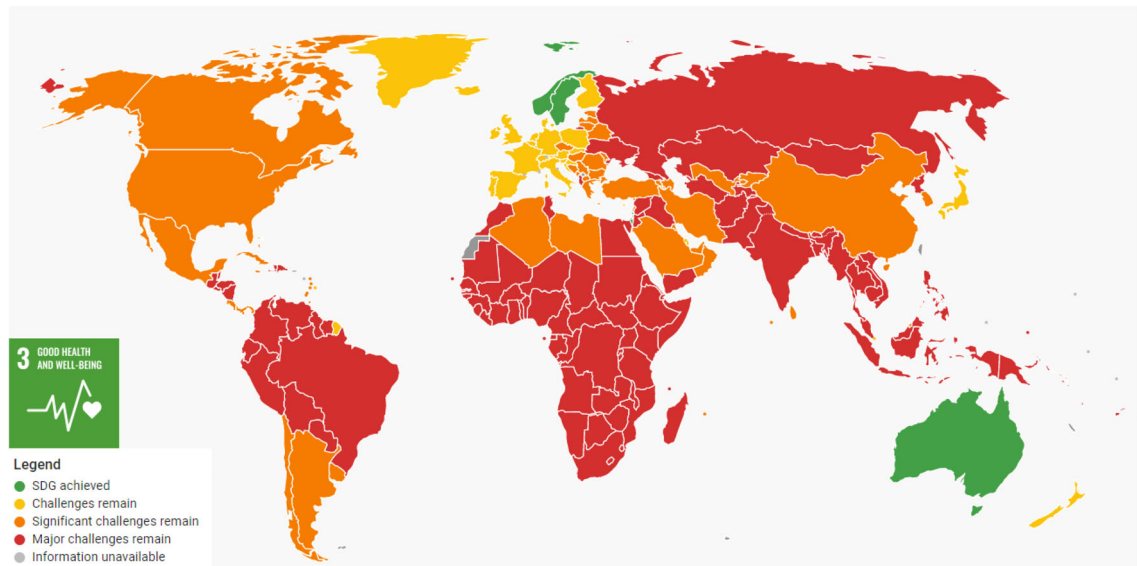 3 GOOD HEALTH
AND WELL-BEING
Legend
SDG achieved
Challenges remain
Significant challenges remain
Major challenges remain
Information unavailable